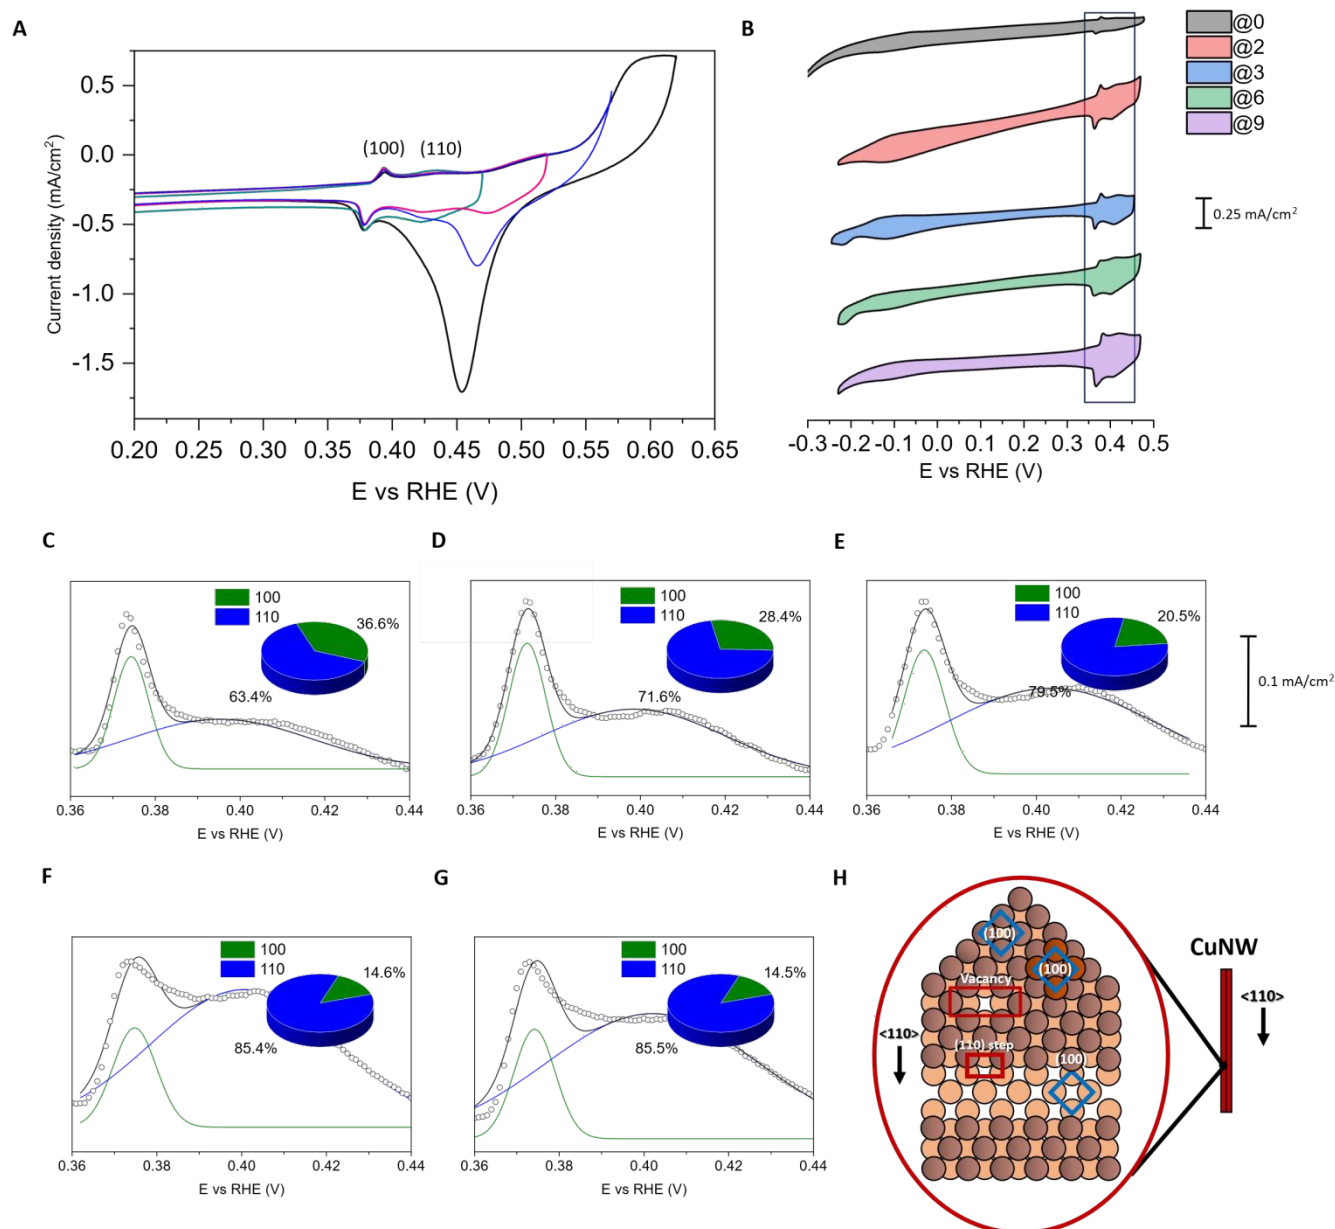 A
Current density (mA/cm²)
0.5
0.0
-0.5
-1.0
-1.5
(100) (110)
0.20 0.25 0.30 0.35 0.40 0.45 0.50 0.55 0.60 0.65
E vs RHE (V)
B
@0
@2
@3
@6
@9
0.25 mA/cm²
-0.3 -0.2 -0.1 0.0 0.1 0.2 0.3 0.4 0.5
E vs RHE (V)
C
100
110
36.6%
63.4%
0.36 0.38 0.40 0.42 0.44
E vs RHE (V)
D
100
110
28.4%
71.6%
0.36 0.38 0.40 0.42 0.44
E vs RHE (V)
E
100
110
20.5%
79.5%
0.36 0.38 0.40 0.42 0.44
E vs RHE (V)
0.1 mA/cm²
F
100
110
14.6%
85.4%
0.36 0.38 0.40 0.42 0.44
E vs RHE (V)
G
100
110
14.5%
85.5%
0.36 0.38 0.40 0.42 0.44
E vs RHE (V)
H
(100)
(100)
Vacancy
<110>
(110) step
(100)
CuNW
<110>